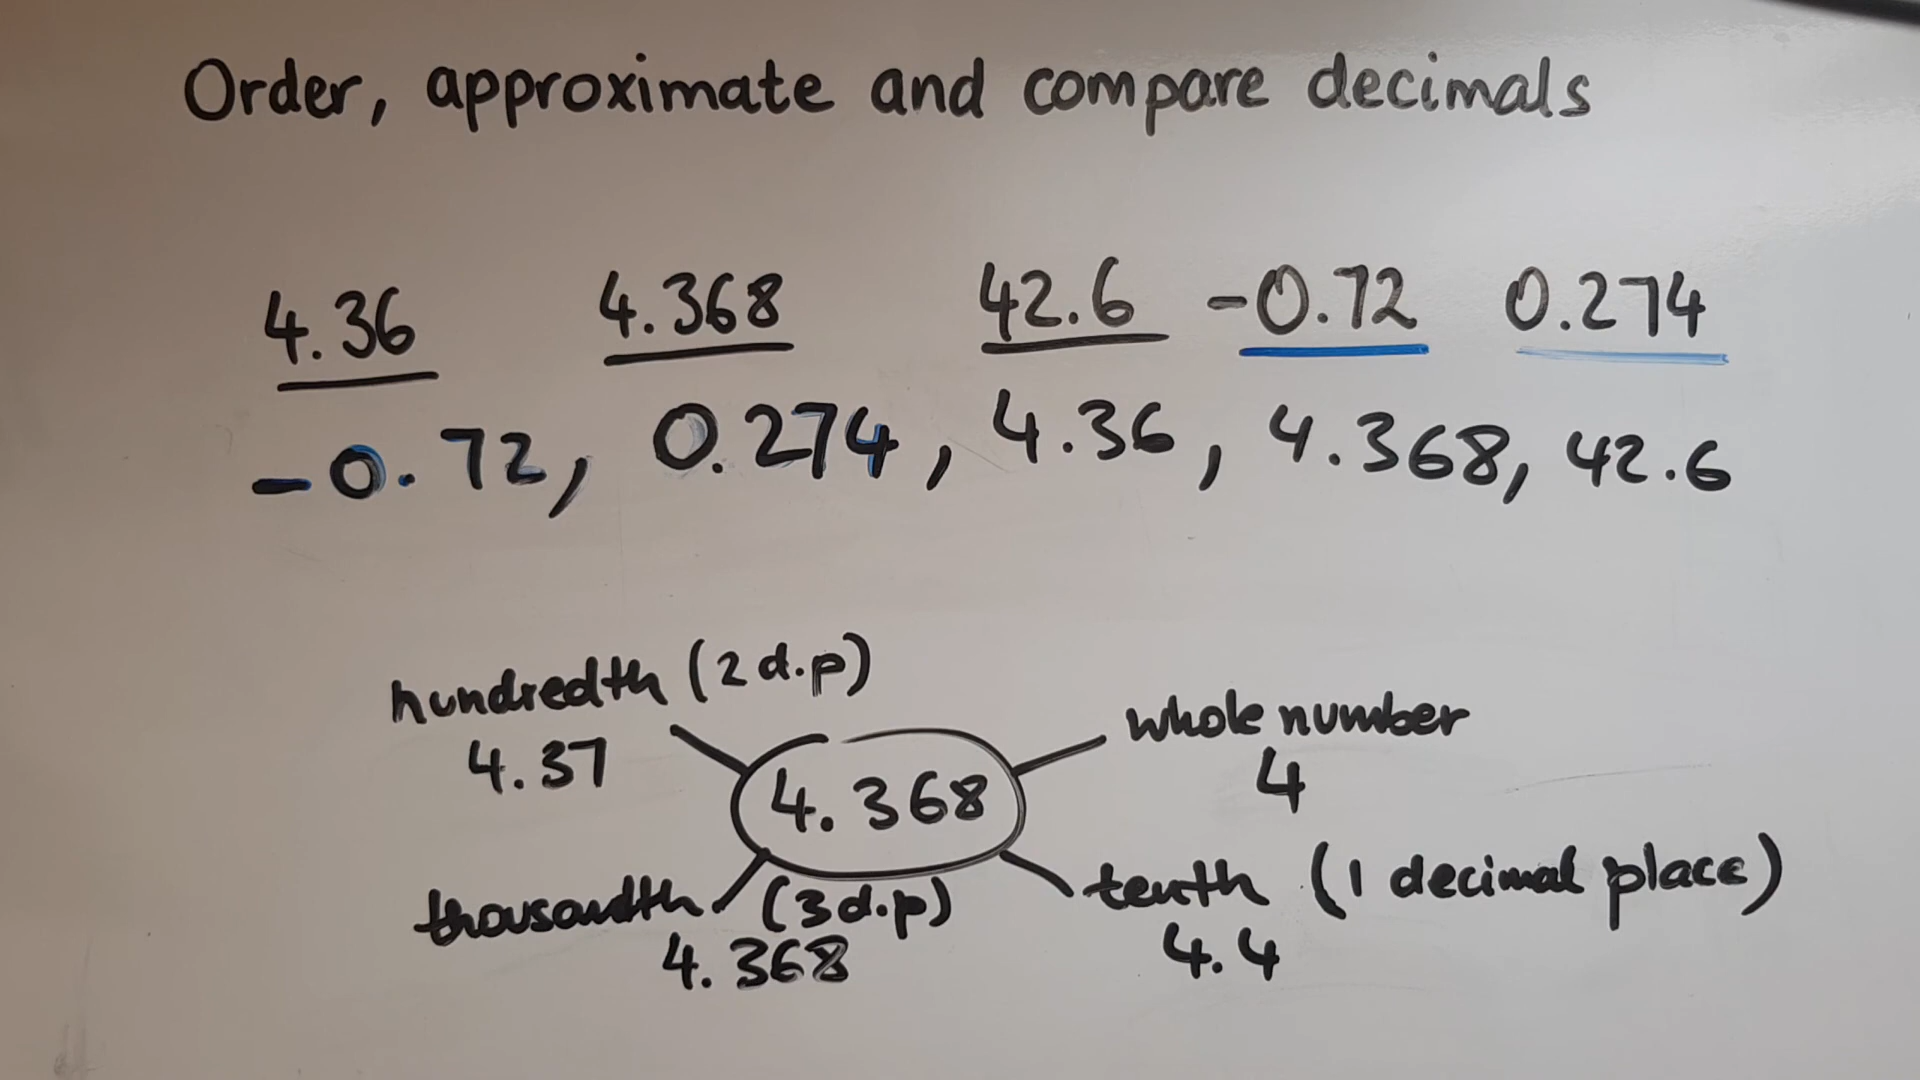 Order, approximate and compare decimals
4.36 4.368 42.6 -0.72 0.274
-0.72, 0.274, 4.36, 4.368, 42.6
hundredth (2 d.p)
4.37
whole number
4
4.368
thousandth (3 d.p)
4.368
tenth (1 decimal place)
4.4